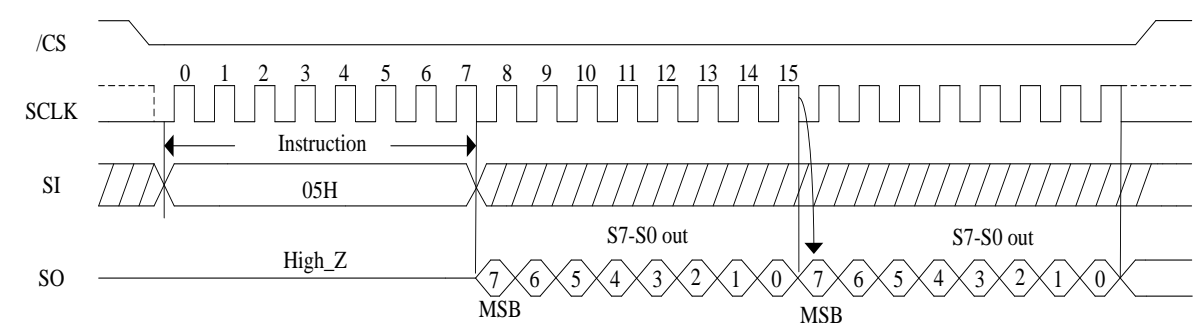 /CS
0 1 2 3 4 5 6 7 8 9 10 11 12 13 14 15
SCLK
Instruction
SI
05H
S7-S0 out S7-S0 out
High_Z
SO
7 6 5 4 3 2 1 0 7 6 5 4 3 2 1 0
MSB MSB